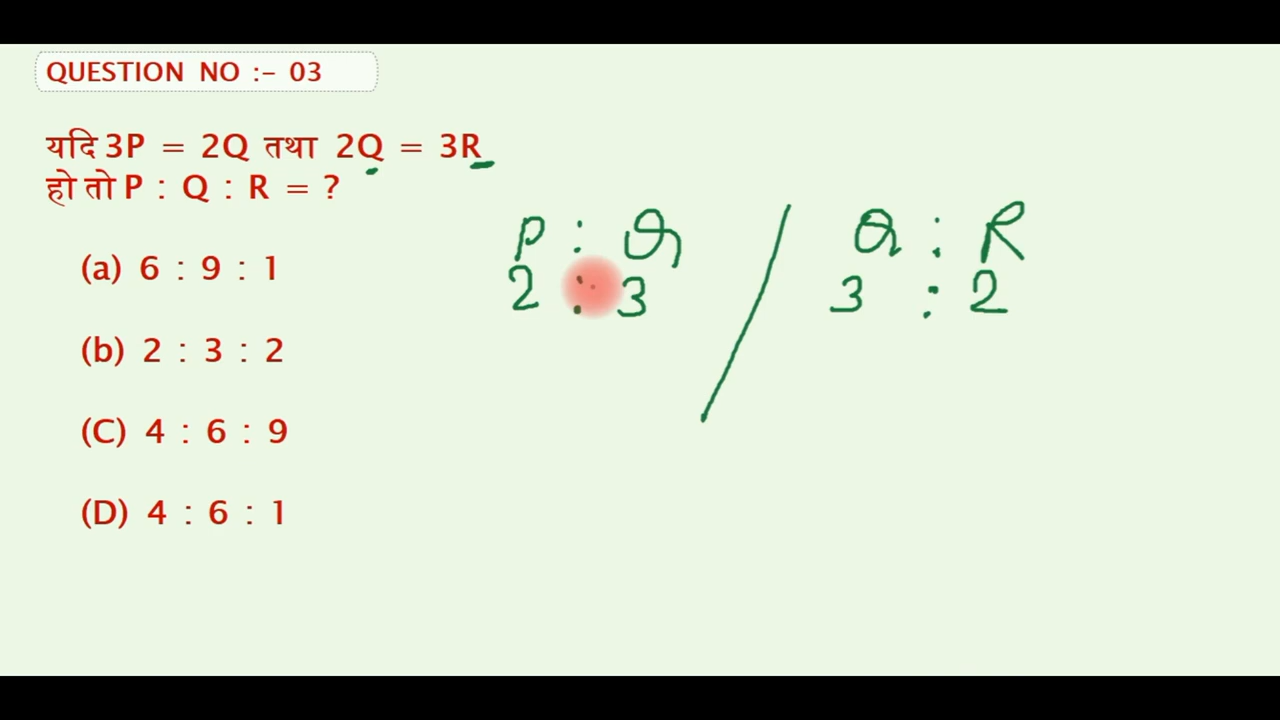 QUESTION NO :- 03
यदि 3P = 2Q तथा 2Q = 3R
हो तो P : Q : R = ?
P : Q / Q : R
2 : 3 3 : 2
(a) 6 : 9 : 1
(b) 2 : 3 : 2
(C) 4 : 6 : 9
(D) 4 : 6 : 1